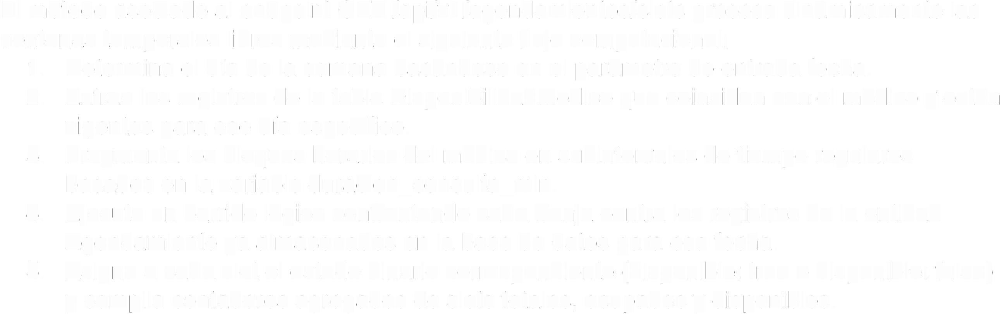 El método asociado al endpoint GET /api/v1/agendamientos/slots procesa dinámicamente las
ventanas temporales libres mediante el siguiente flujo computacional:
1. Determina el día de la semana basándose en el parámetro de entrada fecha.
2. Extrae los registros de la tabla DisponibilidadMedico que coincidan con el médico y estén
vigentes para ese día específico.
3. Fragmenta los bloques horarios del médico en subintervalos de tiempo regulares
basados en la variable duracion_consulta_min.
4. Ejecuta un barrido lógico confrontando cada franja contra los registros de la entidad
Agendamiento ya almacenados en la base de datos para esa fecha.
5. Asigna a cada slot el estado binario correspondiente (disponible: true o disponible: false)
y compila contadores agregados de slots totales, ocupados y disponibles.